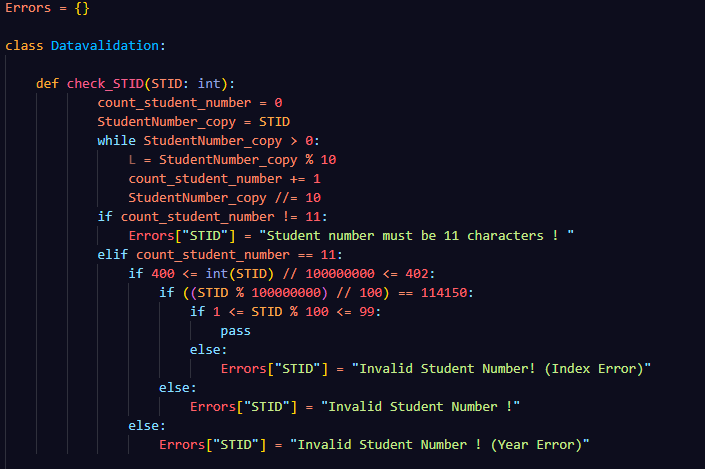 Errors = {}
class Datavalidation:
def check_STID(STID: int):
count_student_number = 0
StudentNumber_copy = STID
while StudentNumber_copy > 0:
L = StudentNumber_copy % 10
count_student_number += 1
StudentNumber_copy //= 10
if count_student_number != 11:
Errors["STID"] = "Student number must be 11 characters ! "
elif count_student_number == 11:
if 400 <= int(STID) // 100000000 <= 402:
if ((STID % 100000000) // 100) == 114150:
if 1 <= STID % 100 <= 99:
pass
else:
Errors["STID"] = "Invalid Student Number! (Index Error)"
else:
Errors["STID"] = "Invalid Student Number !"
else:
Errors["STID"] = "Invalid Student Number ! (Year Error)"